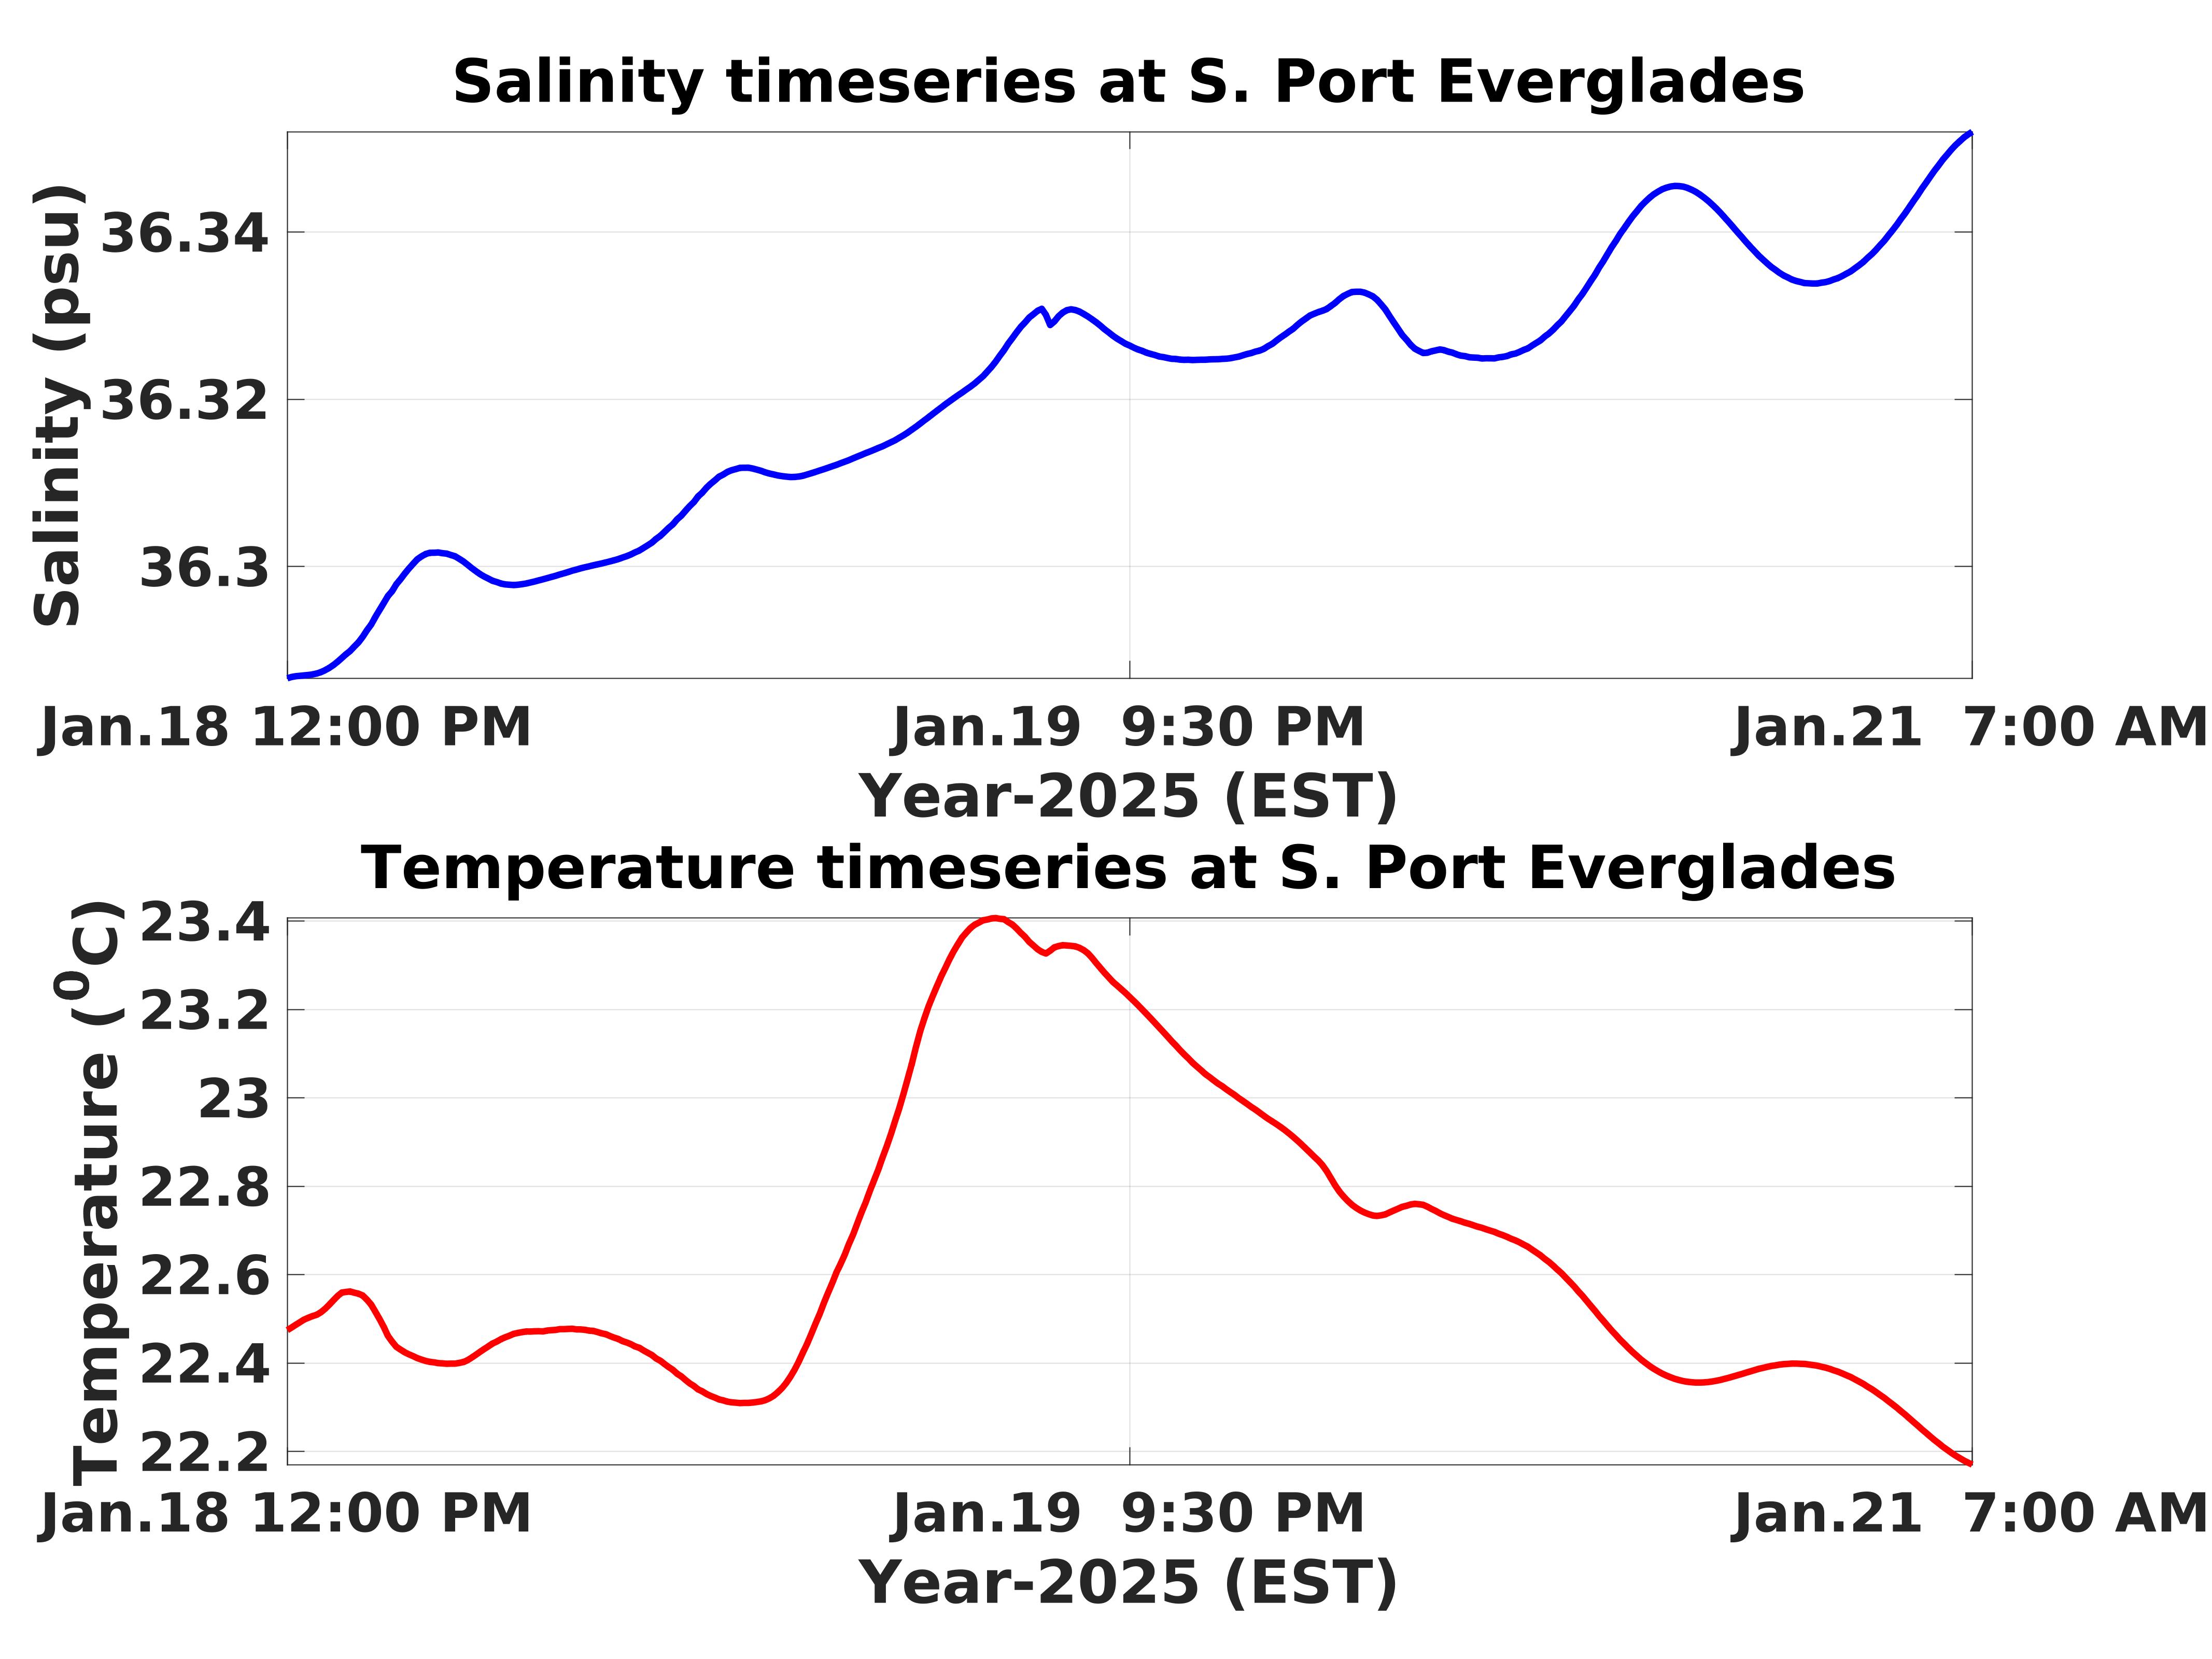 Salinity timeseries at S. Port Everglades
Salinity (psu)
36.34
36.32
36.3
Jan.18 12:00 PM
Jan.19  9:30 PM
Jan.21  7:00 AM
Year-2025 (EST)
Temperature timeseries at S. Port Everglades
Temperature (⁰C)
23.4
23.2
23
22.8
22.6
22.4
22.2
Jan.18 12:00 PM
Jan.19  9:30 PM
Jan.21  7:00 AM
Year-2025 (EST)